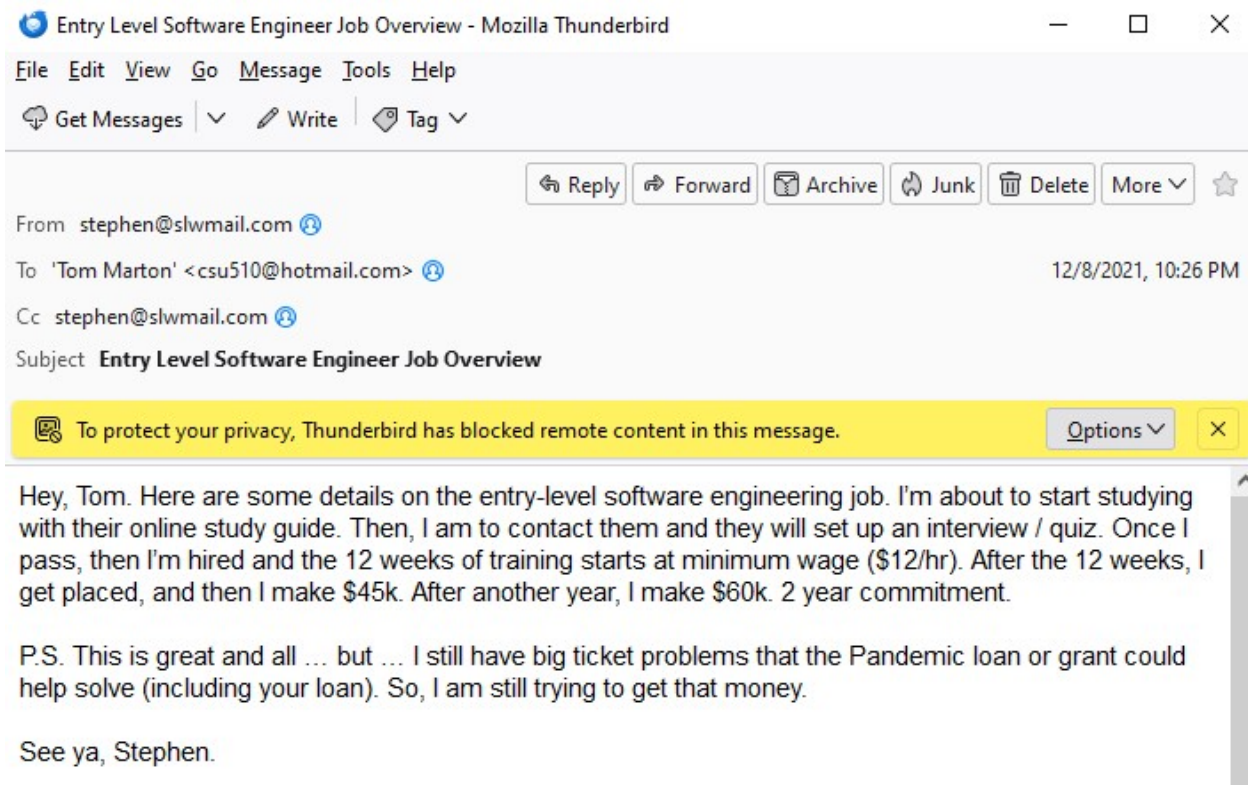 Entry Level Software Engineer Job Overview - Mozilla Thunderbird
File Edit View Go Message Tools Help
Get Messages Write Tag
Reply Forward Archive Junk Delete More
From stephen@slwmail.com
To 'Tom Marton' <csu510@hotmail.com> 12/8/2021, 10:26 PM
Cc stephen@slwmail.com
Subject Entry Level Software Engineer Job Overview
To protect your privacy, Thunderbird has blocked remote content in this message. Options
Hey, Tom. Here are some details on the entry-level software engineering job. I’m about to start studying
with their online study guide. Then, I am to contact them and they will set up an interview / quiz. Once I
pass, then I’m hired and the 12 weeks of training starts at minimum wage ($12/hr). After the 12 weeks, I
get placed, and then I make $45k. After another year, I make $60k. 2 year commitment.
P.S. This is great and all … but … I still have big ticket problems that the Pandemic loan or grant could
help solve (including your loan). So, I am still trying to get that money.
See ya, Stephen.